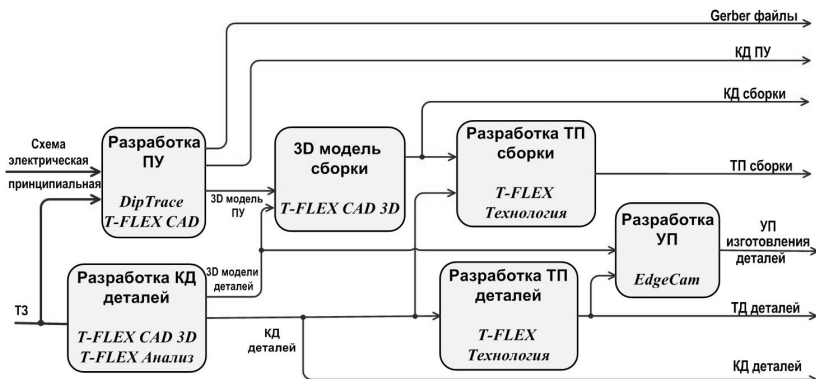 Gerber файлы
КД ПУ
КД сборки
Схема
электрическая
принципиальная
Разработка
ПУ
DipTrace
T-FLEX CAD
3D модель
ПУ
3D модель
сборки
T-FLEX CAD 3D
Разработка ТП
сборки
T-FLEX
Технология
ТП сборки
Разработка
УП
EdgeCam
УП
изготовления
деталей
ТЗ
Разработка КД
деталей
T-FLEX CAD 3D
T-FLEX Анализ
3D модели
деталей
КД
деталей
Разработка ТП
деталей
T-FLEX
Технология
ТД деталей
КД деталей